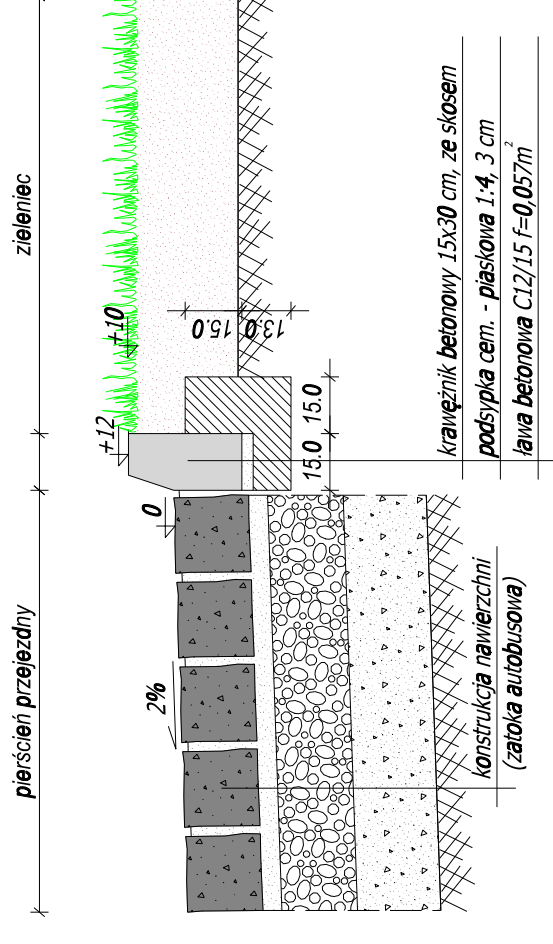 pierścień przejezdny
zieleniec
2%
0
+12
+10
15.0
13.0
15.0
15.0
krawężnik betonowy 15x30 cm, ze skosem
podsypka cem. - piaskowa 1:4, 3 cm
ława betonowa C12/15 f=0,057m²
konstrukcja nawierzchni
(zatoka autobusowa)